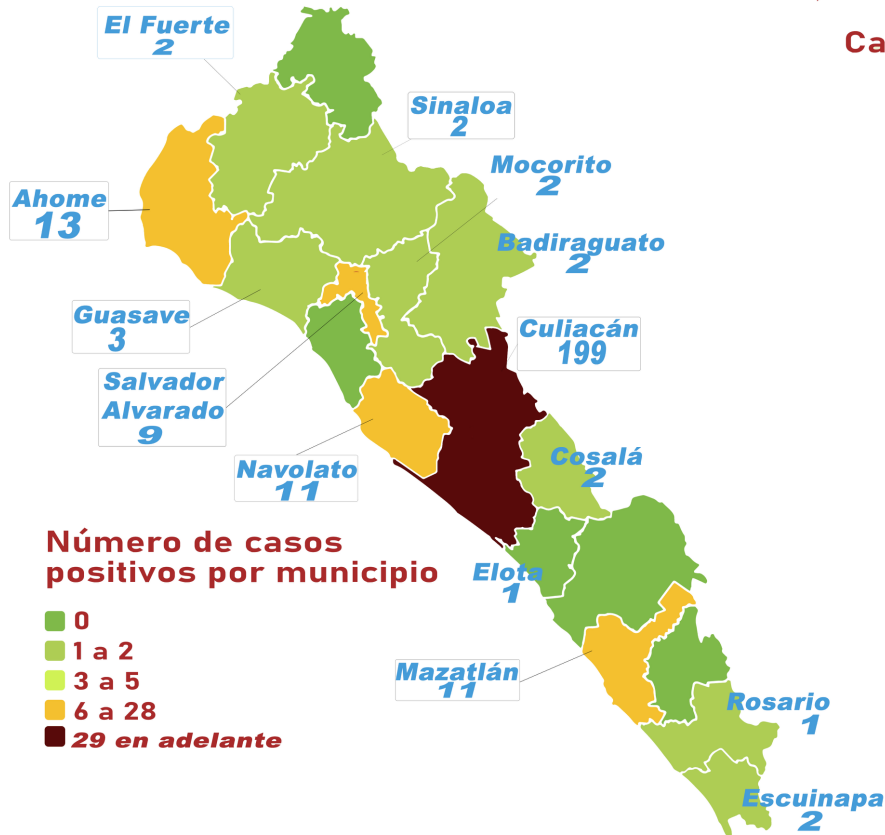 Ca
El Fuerte
2
Sinaloa
2
Mocorito
2
Ahome
13
Badiraguato
2
Guasave
3
Culiacán
199
Salvador
Alvarado
9
Navolato
11
Cosalá
2
Número de casos
positivos por municipio
0
1 a 2
3 a 5
6 a 28
29 en adelante
Elota
1
Mazatlán
11
Rosario
1
Escuinapa
2